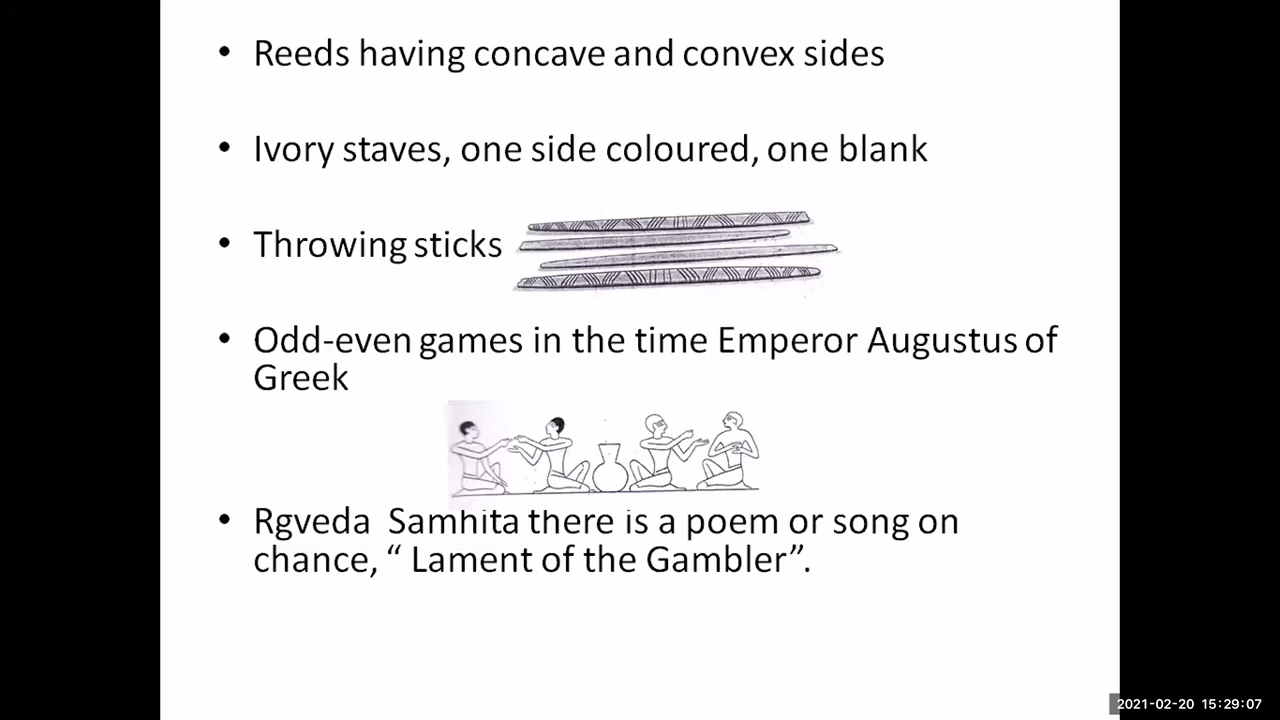 • Reeds having concave and convex sides
• Ivory staves, one side coloured, one blank
• Throwing sticks
• Odd-even games in the time Emperor Augustus of
Greek
• Rgveda Samhita there is a poem or song on
chance, “ Lament of the Gambler”.
2021-02-20 15:29:07